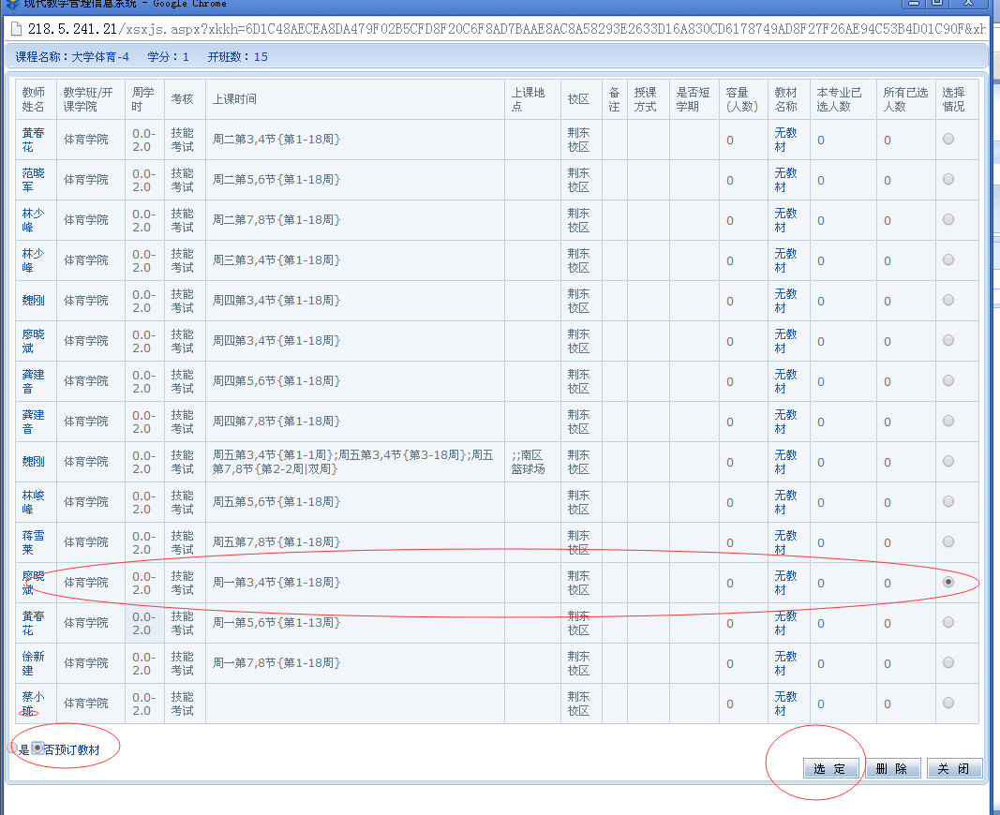 现代教学管理信息系统 - Google Chrome
218.5.241.21/xsxjs.aspx?xkkh=6D1C48AECEA8DA479F02B5CFD8F20C6F8AD7BAAE8AC8A58293E2633D16A830CD6178749AD8F27F26AE94C53B4D01C90F&xh
课程名称：大学体育-4 学分：1 开班数：15
教师姓名 教学班/开课学院 周学时 考核 上课时间 上课地点 校区 备注 授课方式 是否短学期 容量(人数) 教材名称 本专业已选人数 所有已选人数 选择情况
黄春花 体育学院 0.0-2.0 技能考试 周二第3,4节{第1-18周} 荆东校区 0 无教材 0 0
范晓军 体育学院 0.0-2.0 技能考试 周二第5,6节{第1-18周} 荆东校区 0 无教材 0 0
林少峰 体育学院 0.0-2.0 技能考试 周二第7,8节{第1-18周} 荆东校区 0 无教材 0 0
林少峰 体育学院 0.0-2.0 技能考试 周三第3,4节{第1-18周} 荆东校区 0 无教材 0 0
魏刚 体育学院 0.0-2.0 技能考试 周四第3,4节{第1-18周} 荆东校区 0 无教材 0 0
廖晓斌 体育学院 0.0-2.0 技能考试 周四第3,4节{第1-18周} 荆东校区 0 无教材 0 0
龚建音 体育学院 0.0-2.0 技能考试 周四第5,6节{第1-18周} 荆东校区 0 无教材 0 0
龚建音 体育学院 0.0-2.0 技能考试 周四第7,8节{第1-18周} 荆东校区 0 无教材 0 0
魏刚 体育学院 0.0-2.0 技能考试 周五第3,4节{第1-1周};周五第3,4节{第3-18周};周五第7,8节{第2-2周|双周} ;;南区篮球场 荆东校区 0 无教材 0 0
林峻峰 体育学院 0.0-2.0 技能考试 周五第5,6节{第1-18周} 荆东校区 0 无教材 0 0
蒋雪莱 体育学院 0.0-2.0 技能考试 周五第7,8节{第1-18周} 荆东校区 0 无教材 0 0
廖晓斌 体育学院 0.0-2.0 技能考试 周一第3,4节{第1-18周} 荆东校区 0 无教材 0 0
黄春花 体育学院 0.0-2.0 技能考试 周一第5,6节{第1-13周} 荆东校区 0 无教材 0 0
徐新建 体育学院 0.0-2.0 技能考试 周一第7,8节{第1-18周} 荆东校区 0 无教材 0 0
蔡小 体育学院 0.0-2.0 技能考试 荆东校区 0 无教材 0 0
是 否预订教材
选 定 删 除 关 闭